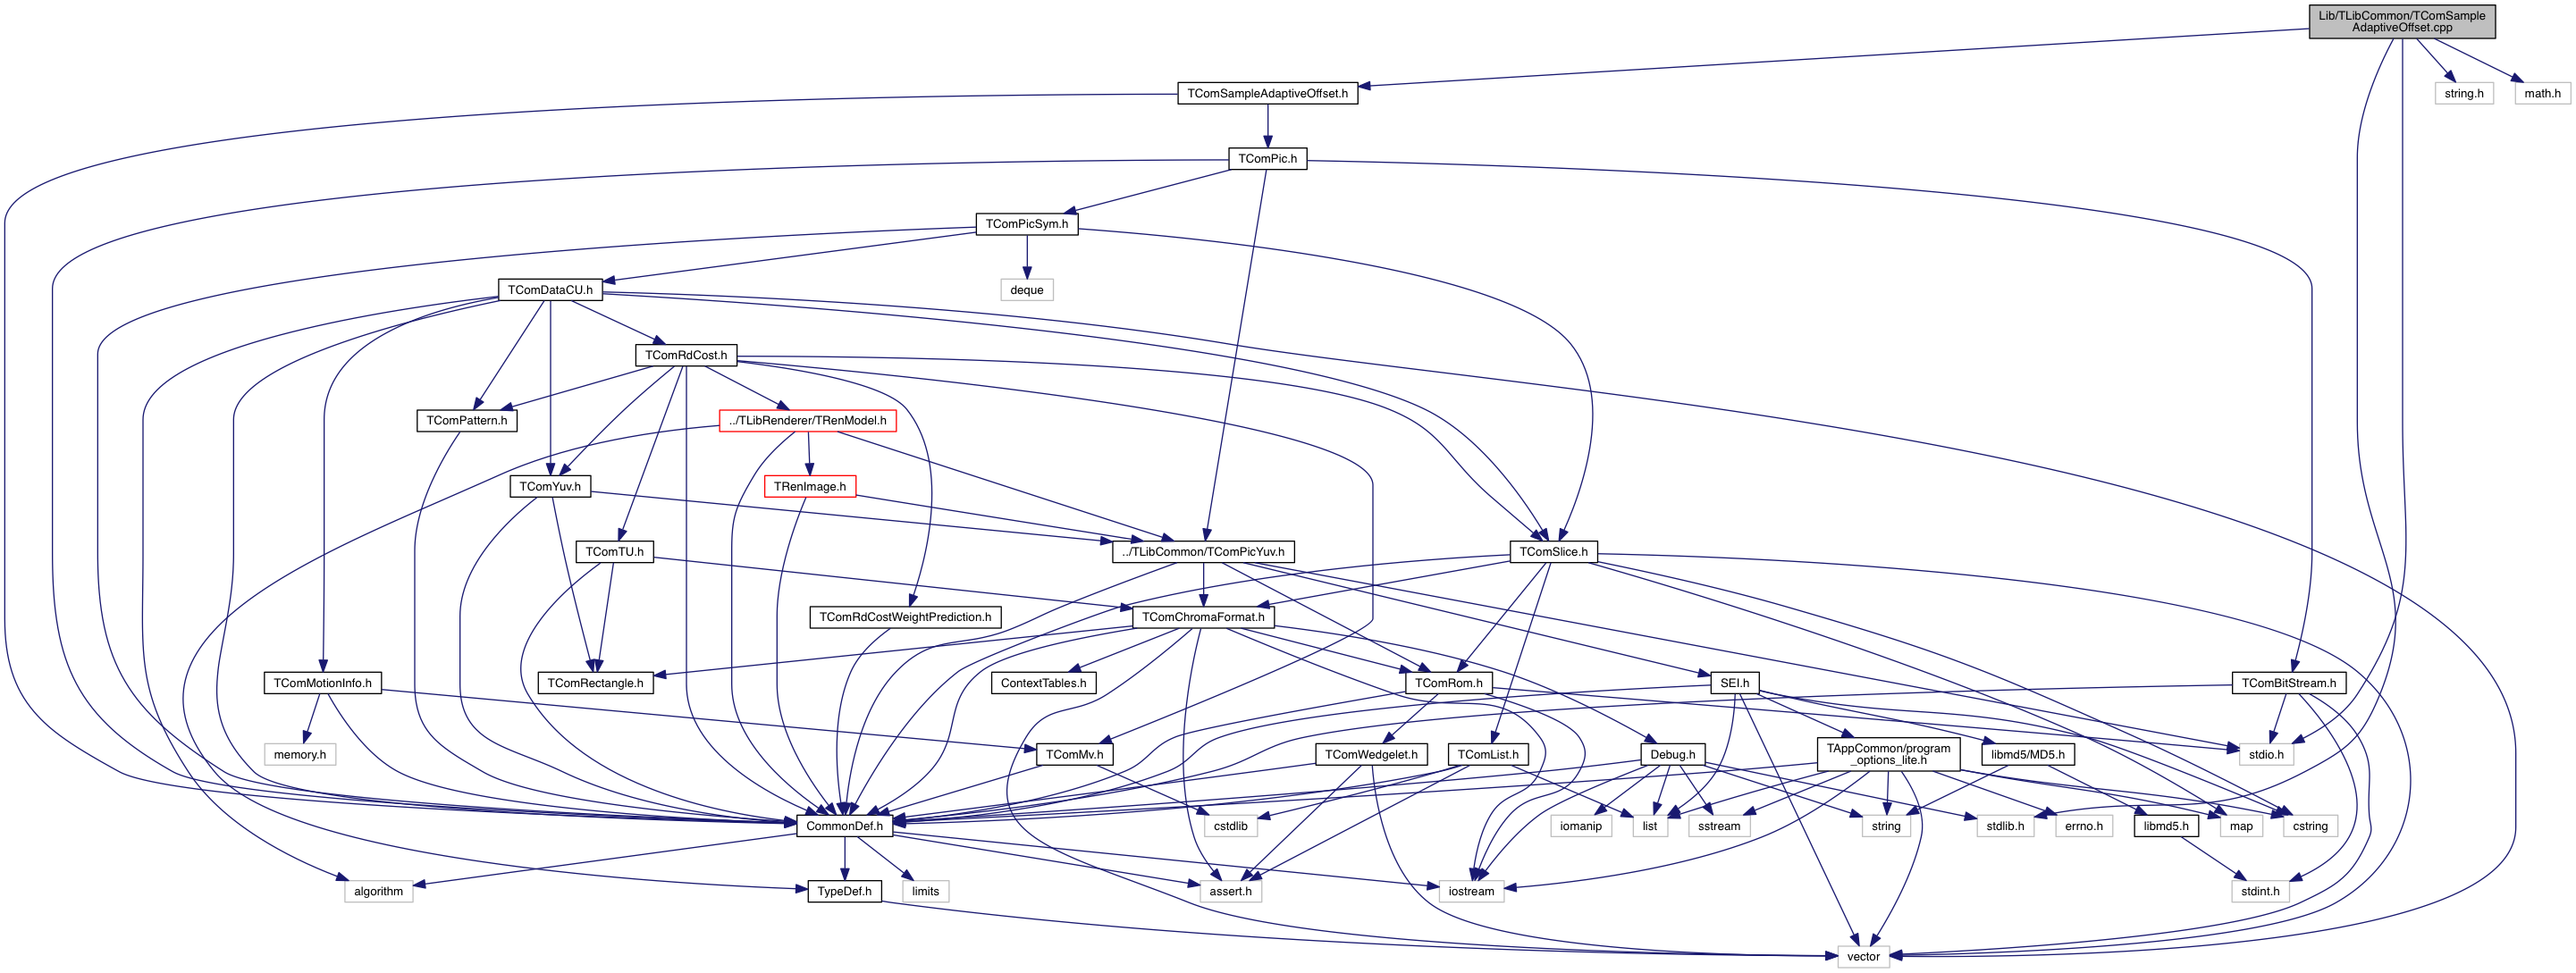 Lib/TLibCommon/TComSample
AdaptiveOffset.cpp
TComSampleAdaptiveOffset.h
string.h
math.h
TComPic.h
TComPicSym.h
TComDataCU.h
deque
TComRdCost.h
TComPattern.h
../TLibRenderer/TRenModel.h
TComYuv.h
TRenImage.h
TComTU.h
../TLibCommon/TComPicYuv.h
TComSlice.h
TComRdCostWeightPrediction.h
TComChromaFormat.h
TComMotionInfo.h
TComRectangle.h
ContextTables.h
TComRom.h
SEI.h
TComBitStream.h
memory.h
TComMv.h
TComWedgelet.h
TComList.h
Debug.h
TAppCommon/program
_options_lite.h
libmd5/MD5.h
stdio.h
CommonDef.h
cstdlib
iomanip
list
sstream
string
stdlib.h
errno.h
libmd5.h
map
cstring
algorithm
TypeDef.h
limits
assert.h
iostream
stdint.h
vector